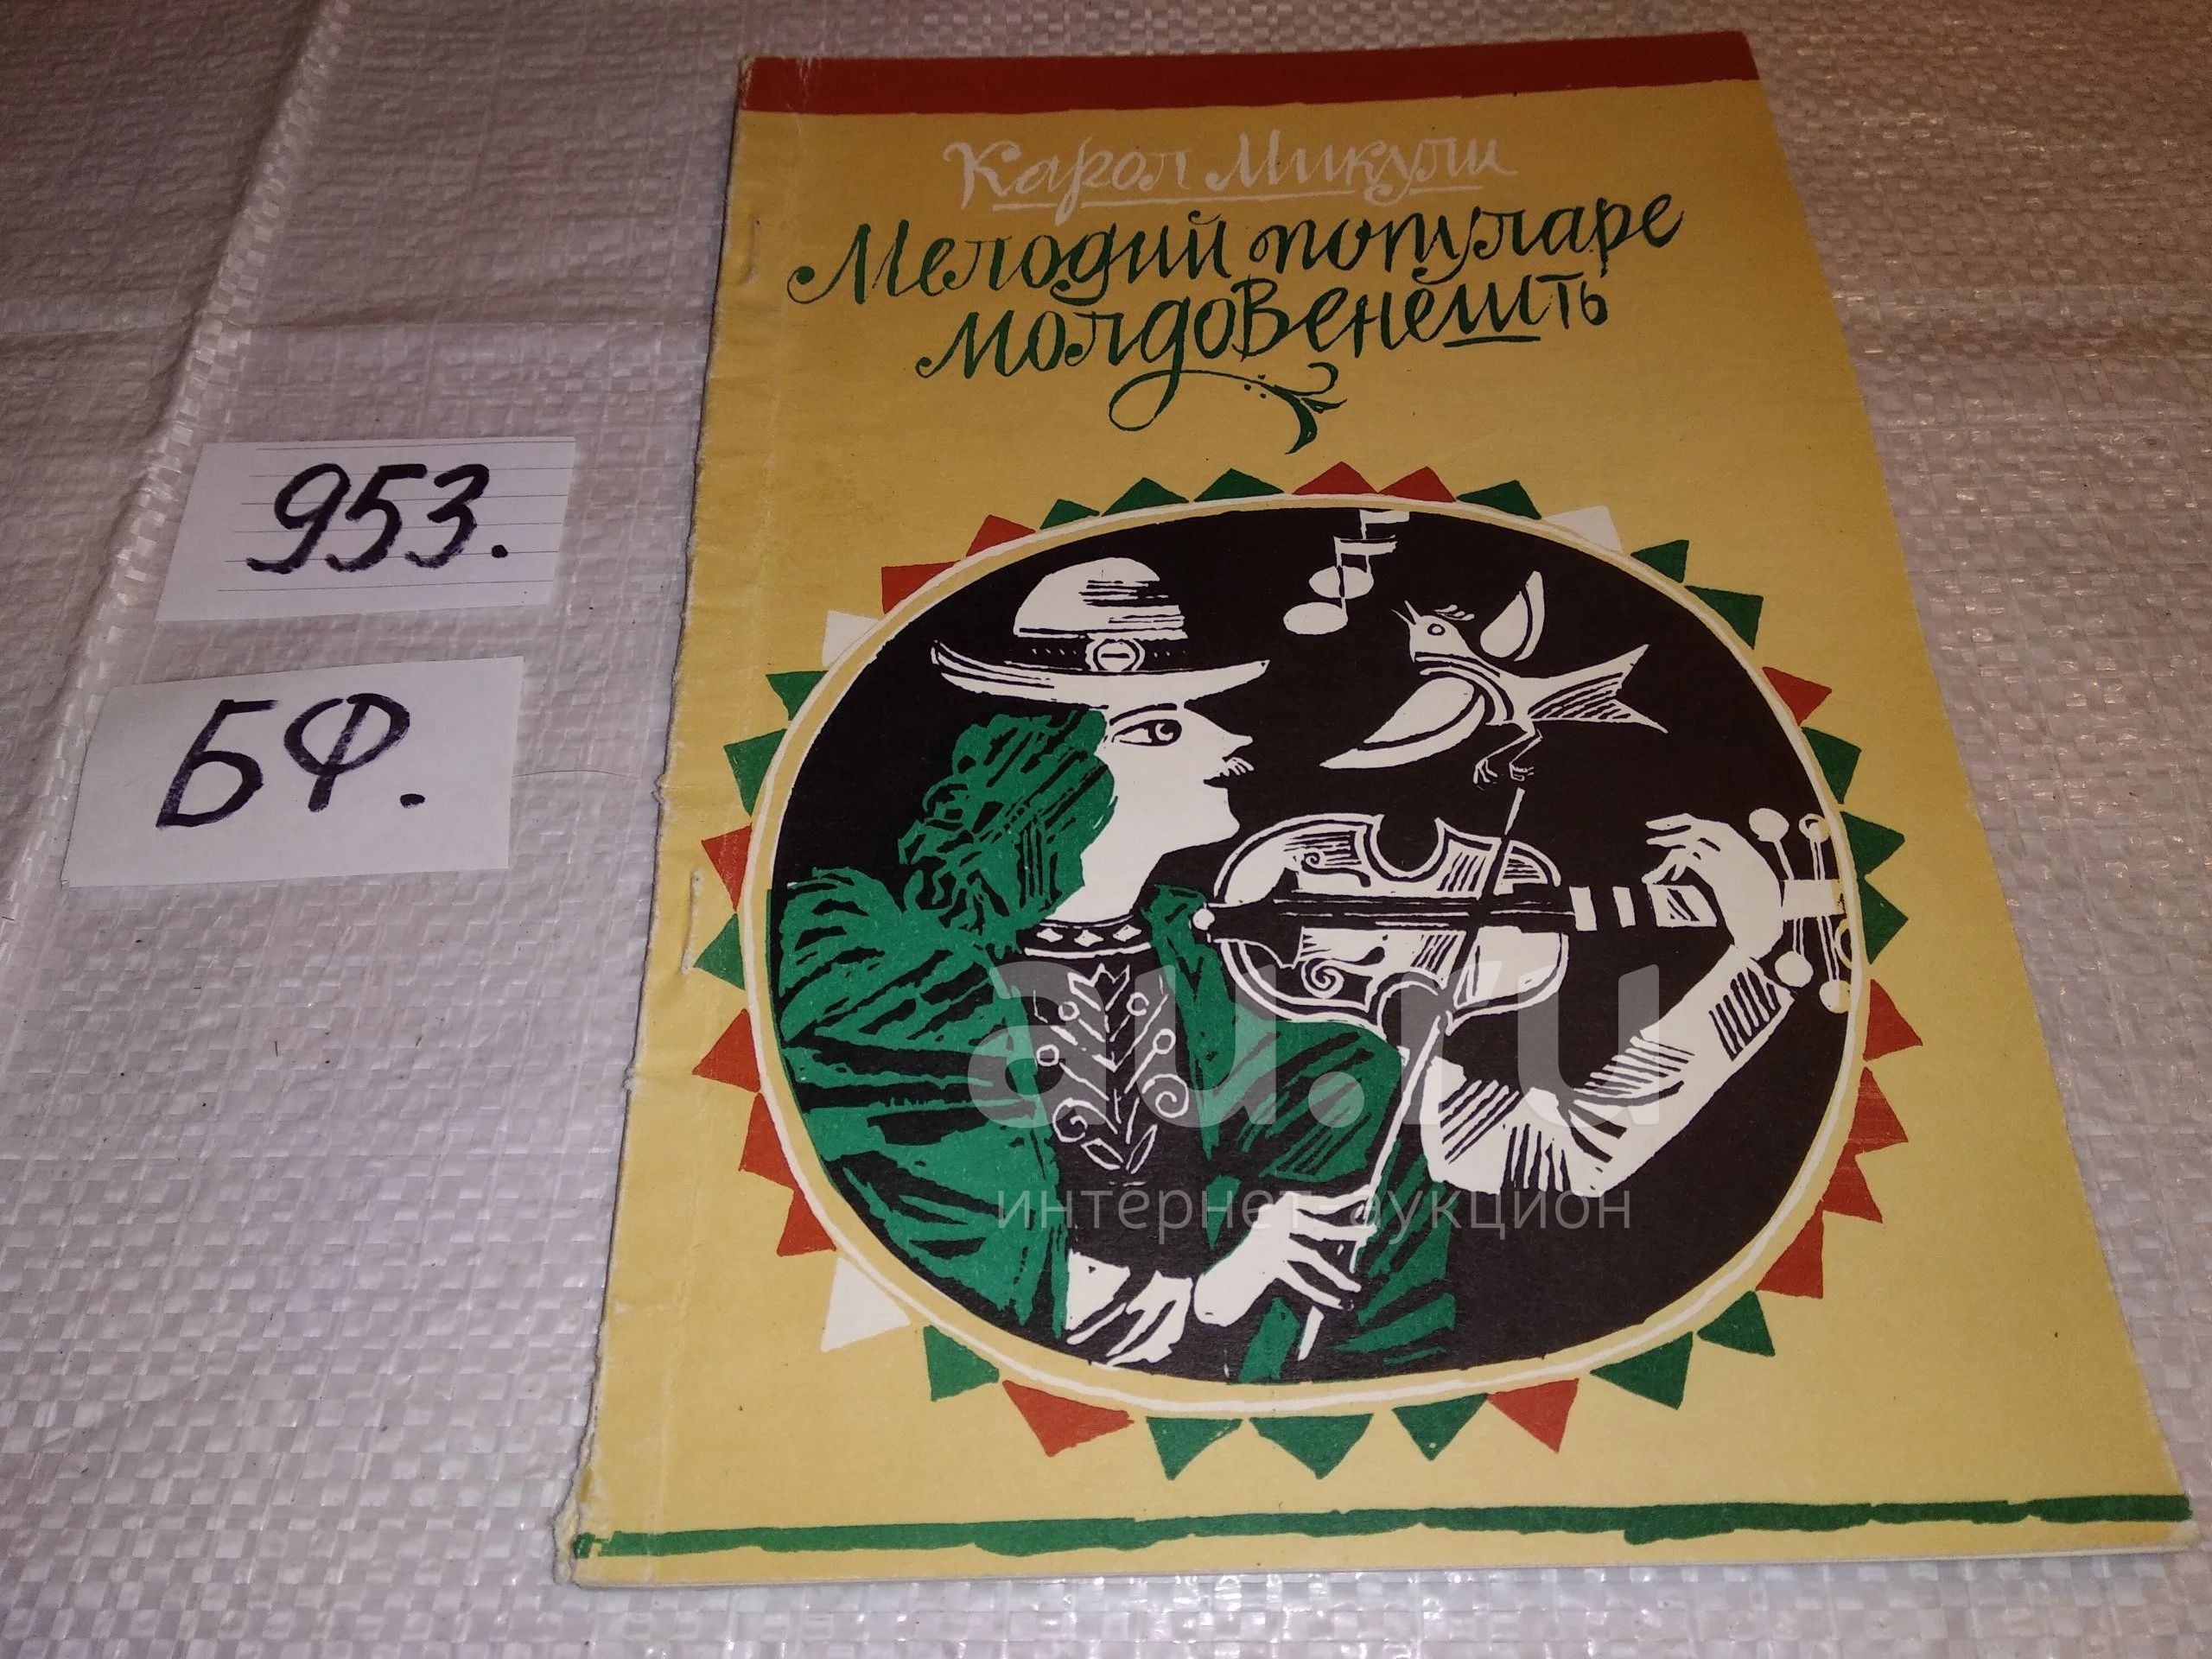 Карол Микули
Мелодий популаре
молдовенешть
953.
БФ.
au.ru
интернет-аукцион